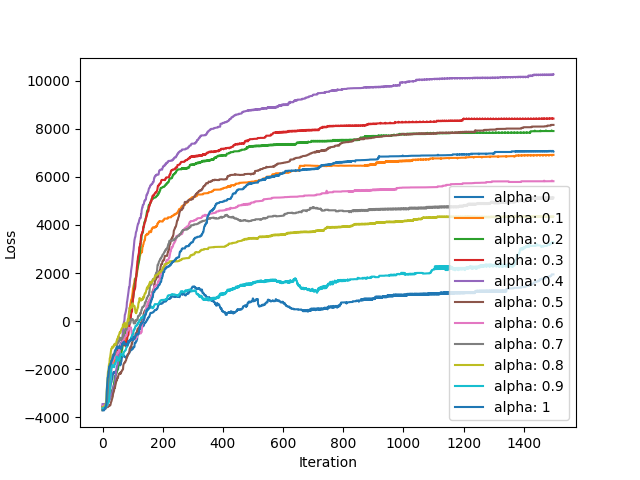 10000
8000
6000
4000
2000
0
−2000
−4000
Loss
0 200 400 600 800 1000 1200 1400
Iteration
alpha: 0
alpha: 0.1
alpha: 0.2
alpha: 0.3
alpha: 0.4
alpha: 0.5
alpha: 0.6
alpha: 0.7
alpha: 0.8
alpha: 0.9
alpha: 1